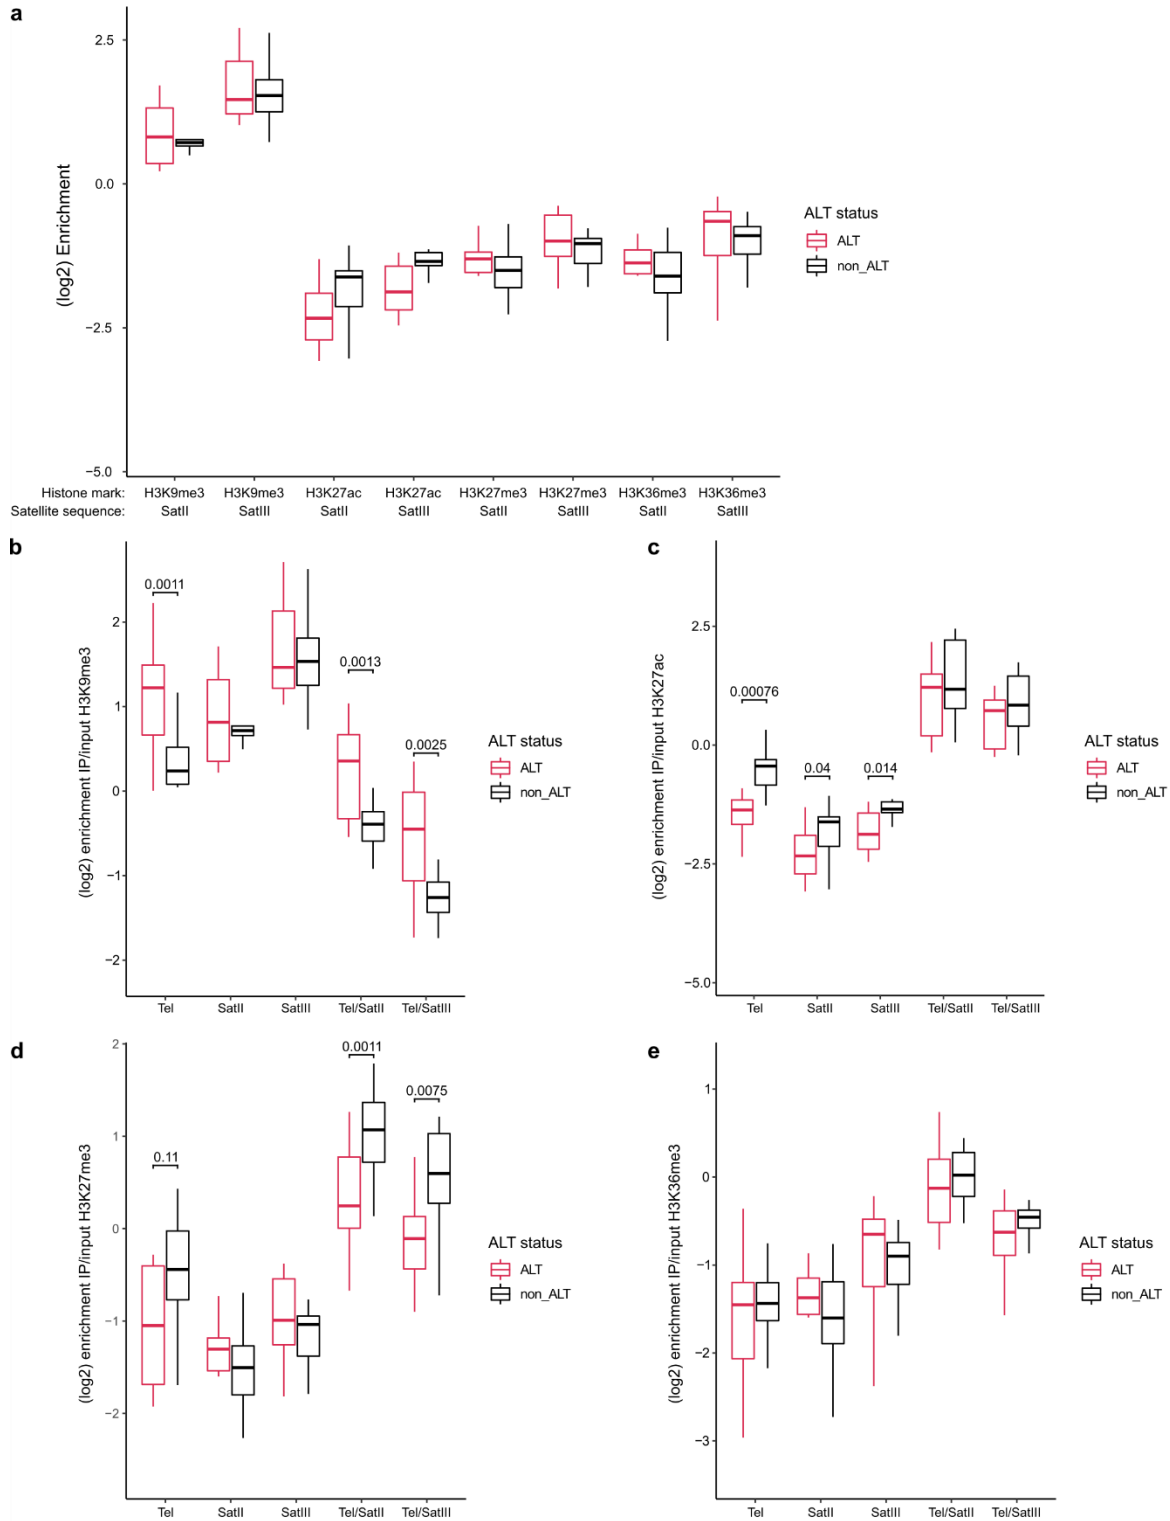 a
2.5
0.0
−2.5
−5.0
(log2) Enrichment
ALT status
ALT
non_ALT
Histone mark: H3K9me3 H3K9me3 H3K27ac H3K27ac H3K27me3 H3K27me3 H3K36me3 H3K36me3
Satellite sequence: SatII SatIII SatII SatIII SatII SatIII SatII SatIII
b
(log2) enrichment IP/input H3K9me3
2
1
0
−1
−2
0.0011
0.0013
0.0025
ALT status
ALT
non_ALT
Tel SatII SatIII Tel/SatII Tel/SatIII
c
(log2) enrichment IP/input H3K27ac
2.5
0.0
−2.5
−5.0
0.00076
0.04
0.014
ALT status
ALT
non_ALT
Tel SatII SatIII Tel/SatII Tel/SatIII
d
(log2) enrichment IP/input H3K27me3
2
1
0
−1
−2
0.11
0.0011
0.0075
ALT status
ALT
non_ALT
Tel SatII SatIII Tel/SatII Tel/SatIII
e
(log2) enrichment IP/input H3K36me3
1
0
−1
−2
−3
ALT status
ALT
non_ALT
Tel SatII SatIII Tel/SatII Tel/SatIII